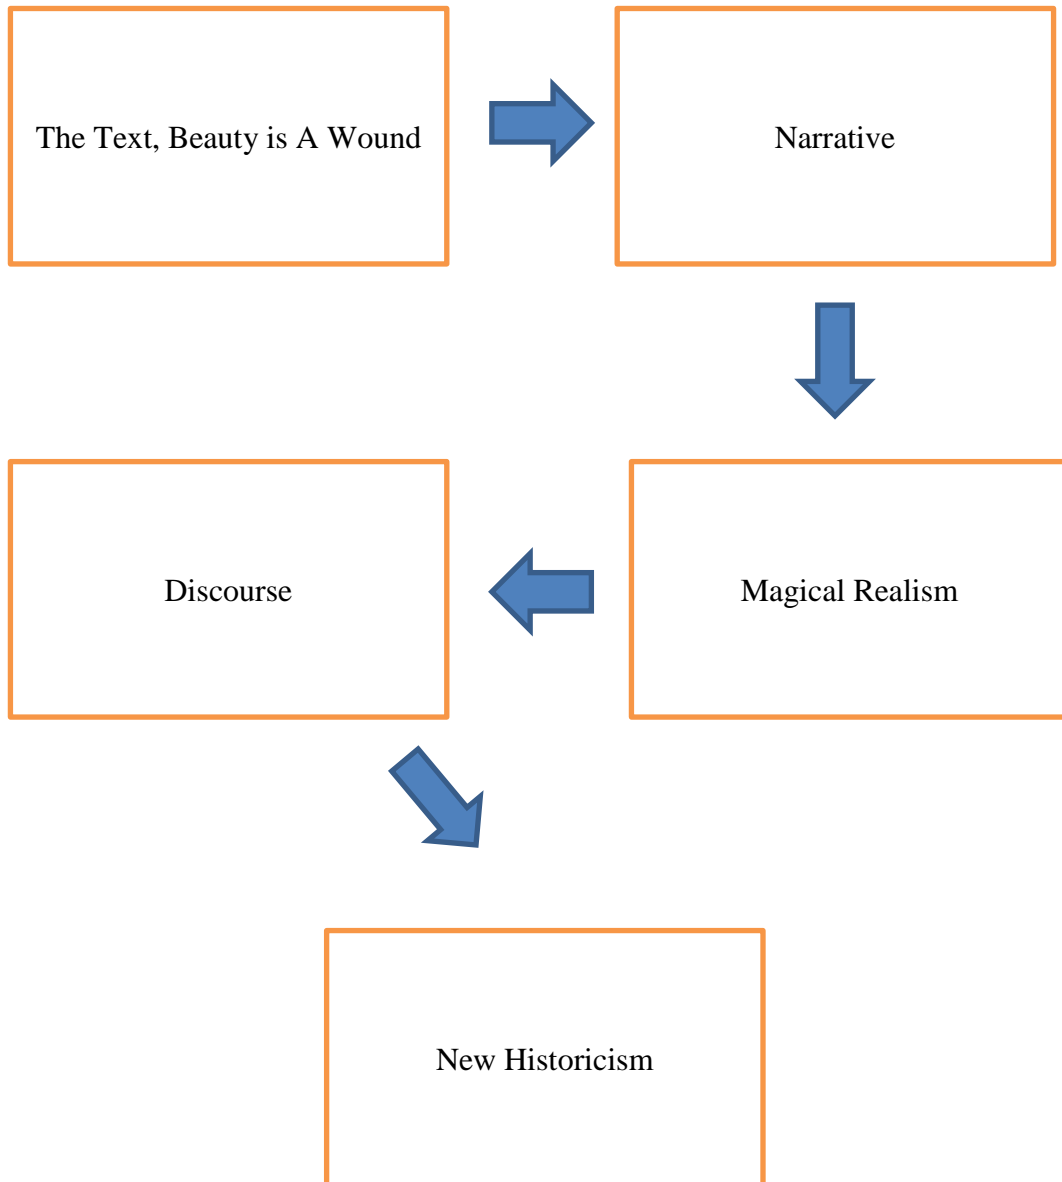 The Text, Beauty is A Wound
Narrative
Magical Realism
Discourse
New Historicism